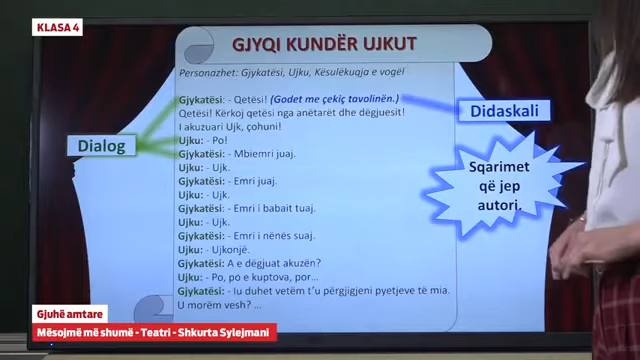 KLASA 4
GJYQI KUNDËR UJKUT
Personazhet: Gjykatësi, Ujku, Kësulëkuqja e vogël
Gjykatësi: - Qetësi! (Godet me çekiç tavolinën.)
Qetësi! Kërkoj qetësi nga anëtarët dhe dëgjuesit!
I akuzuari Ujk, çohuni!
Ujku: - Po!
Gjykatësi: - Mbiemri juaj.
Ujku: - Ujk.
Gjykatësi: - Emri juaj.
Ujku: - Ujk.
Gjykatësi: - Emri i babait tuaj.
Ujku: - Ujk.
Gjykatësi: - Emri i nënës suaj.
Ujku: - Ujkonjë.
Gjykatësi: A e dëgjuat akuzën?
Ujku: - Po, po e kuptova, por...
Gjykatësi: - Iu duhet vetëm t'u përgjigjeni pyetjeve të mia.
U morëm vesh? ...
Dialog
Didaskali
Sqarimet
që jep
autori.
Gjuhë amtare
Mësojmë më shumë - Teatri - Shkurta Sylejmani